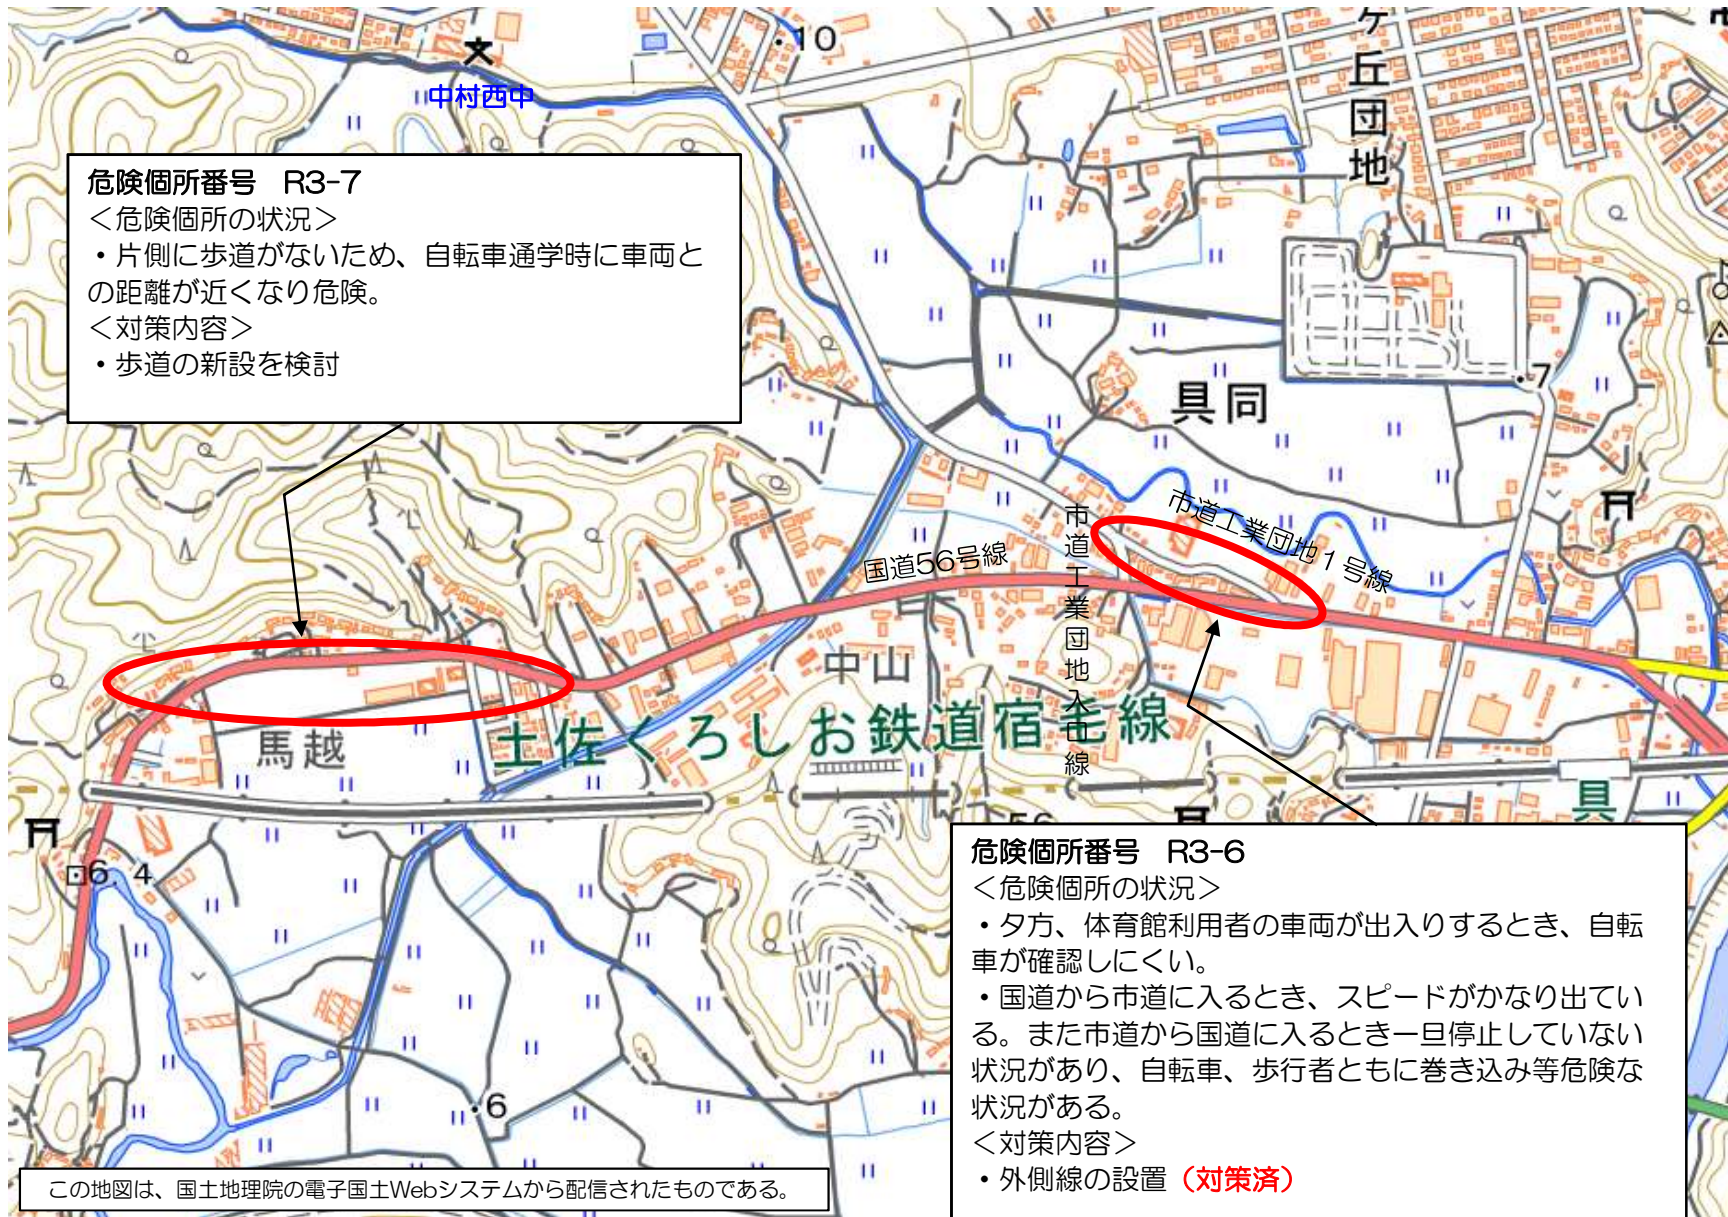 ・10
ケ丘団地
中村西中
危険個所番号　R3-7
＜危険個所の状況＞
・片側に歩道がないため、自転車通学時に車両と
の距離が近くなり危険。
＜対策内容＞
・歩道の新設を検討
・7
具同
市道工業団地１号線
市道工業団地入口線
国道56号線
中山
土佐くろしお鉄道宿毛線
馬越
具
56
6.4
・6
危険個所番号　R3-6
＜危険個所の状況＞
・夕方、体育館利用者の車両が出入りするとき、自転
車が確認しにくい。
・国道から市道に入るとき、スピードがかなり出てい
る。また市道から国道に入るとき一旦停止していない
状況があり、自転車、歩行者ともに巻き込み等危険な
状況がある。
＜対策内容＞
・外側線の設置（対策済）
この地図は、国土地理院の電子国土Webシステムから配信されたものである。